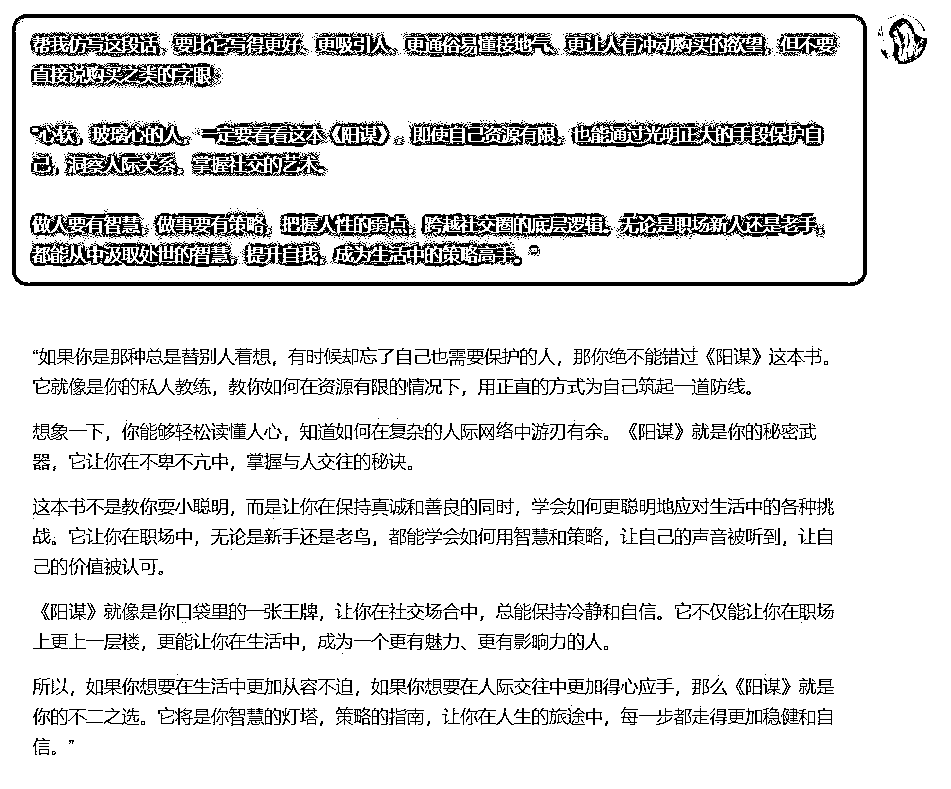 帮我仿写这段话，要比它写得更好、更吸引人、更通俗易懂接地气、更让人有冲动购买的欲望，但不要
直接说购买之类的字眼：
“心软，玻璃心的人，一定要看看这本《阳谋》。即使自己资源有限，也能通过光明正大的手段保护自
己，洞察人际关系，掌握社交的艺术。
做人要有智慧，做事要有策略，把握人性的弱点，跨越社交圈的底层逻辑，无论是职场新人还是老手，
都能从中汲取处世的智慧，提升自我，成为生活中的策略高手。”
“如果你是那种总是替别人着想，有时候却忘了自己也需要保护的人，那你绝不能错过《阳谋》这本书。
它就像是你的私人教练，教你如何在资源有限的情况下，用正直的方式为自己筑起一道防线。
想象一下，你能够轻松读懂人心，知道如何在复杂的人际网络中游刃有余。《阳谋》就是你的秘密武
器，它让你在不卑不亢中，掌握与人交往的秘诀。
这本书不是教你耍小聪明，而是让你在保持真诚和善良的同时，学会如何更聪明地应对生活中的各种挑
战。它让你在职场中，无论是新手还是老鸟，都能学会如何用智慧和策略，让自己的声音被听到，让自
己的价值被认可。
《阳谋》就像是你口袋里的一张王牌，让你在社交场合中，总能保持冷静和自信。它不仅能让你在职场
上更上一层楼，更能让你在生活中，成为一个更有魅力、更有影响力的人。
所以，如果你想要在生活中更加从容不迫，如果你想要在人际交往中更加得心应手，那么《阳谋》就是
你的不二之选。它将是你智慧的灯塔，策略的指南，让你在人生的旅途中，每一步都走得更加稳健和自
信。”